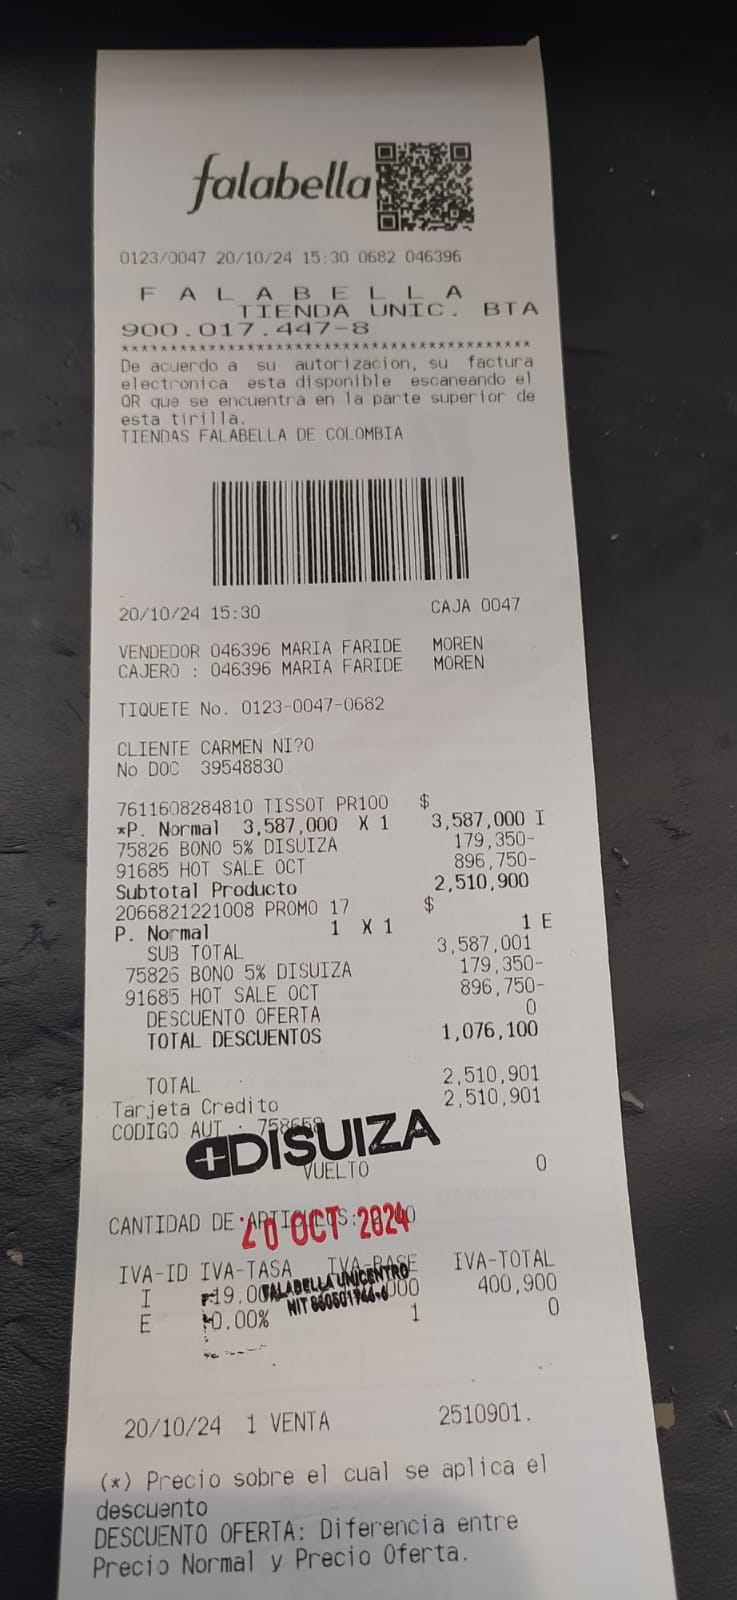 falabella
0123/0047 20/10/24 15:30 0682 046396
F A L A B E L L A
TIENDA UNIC. BTA
900.017.447-8
******************************************
De acuerdo a su autorizacion, su factura
electronica esta disponible escaneando el
QR que se encuentra en la parte superior de
esta tirilla.
TIENDAS FALABELLA DE COLOMBIA
20/10/24 15:30 CAJA 0047
VENDEDOR 046396 MARIA FARIDE MOREN
CAJERO : 046396 MARIA FARIDE MOREN
TIQUETE No. 0123-0047-0682
CLIENTE CARMEN NI?O
No DOC 39548830
7611608284810 TISSOT PR100 $
*P. Normal 3,587,000 X 1 3,587,000 I
75826 BONO 5% DISUIZA 179,350-
91685 HOT SALE OCT 896,750-
Subtotal Producto 2,510,900
2066821221008 PROMO 17 $
P. Normal 1 X 1 1 E
SUB TOTAL 3,587,001
75826 BONO 5% DISUIZA 179,350-
91685 HOT SALE OCT 896,750-
DESCUENTO OFERTA 0
TOTAL DESCUENTOS 1,076,100
TOTAL 2,510,901
Tarjeta Credito 2,510,901
CODIGO AUT :
DISUIZA
VUELTO 0
CANTIDAD DE ARTICULOS:
20 OCT 2024
IVA-ID IVA-TASA IVA-BASE IVA-TOTAL
I 400,900
FALABELLA UNICENTRO
E 0.00% 1 0
20/10/24 1 VENTA 2510901.
(*) Precio sobre el cual se aplica el
descuento
DESCUENTO OFERTA: Diferencia entre
Precio Normal y Precio Oferta.